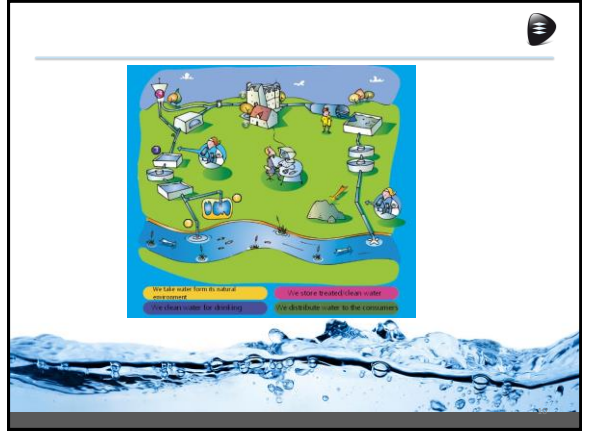 We take water form its natural
environment
We store treated/clean water
We clean water for drinking
We distribute water to the consumers